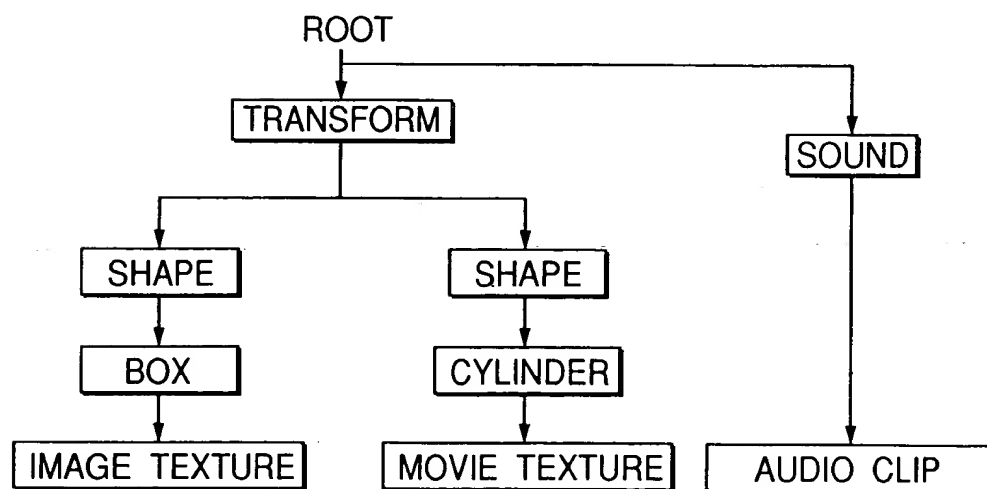 ROOT
TRANSFORM
SOUND
SHAPE
SHAPE
BOX
CYLINDER
IMAGE TEXTURE
MOVIE TEXTURE
AUDIO CLIP